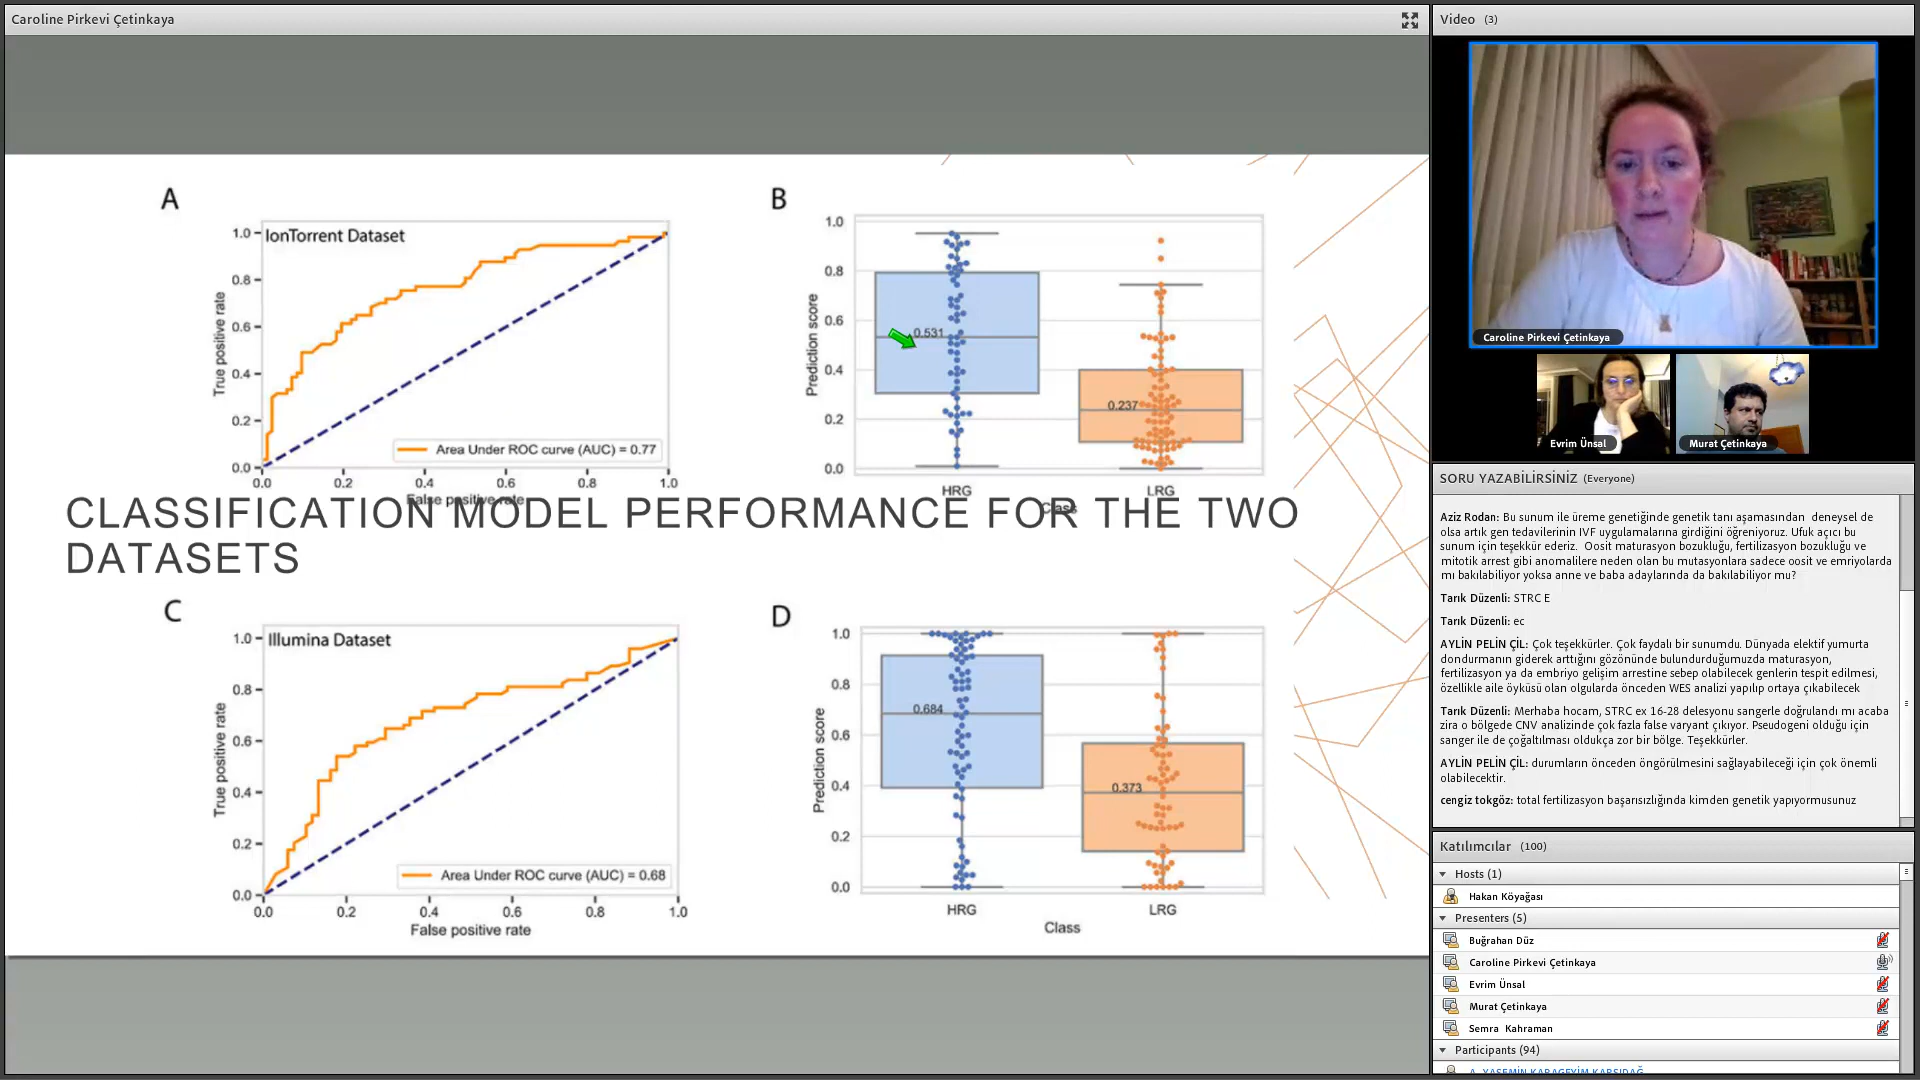 Caroline Pirkevi Çetinkaya
A
IonTorrent Dataset
True positive rate
1.0
0.8
0.6
0.4
0.2
0.0
Area Under ROC curve (AUC) = 0.77
0.0 0.2 0.4 0.6 0.8 1.0
False positive rate
B
Prediction score
1.0
0.8
0.6
0.4
0.2
0.0
0.531
0.237
HRG LRG
Class
CLASSIFICATION MODEL PERFORMANCE FOR THE TWO
DATASETS
C
Illumina Dataset
True positive rate
1.0
0.8
0.6
0.4
0.2
0.0
Area Under ROC curve (AUC) = 0.68
0.0 0.2 0.4 0.6 0.8 1.0
False positive rate
D
Prediction score
1.0
0.8
0.6
0.4
0.2
0.0
0.684
0.373
HRG LRG
Class
Video (3)
Caroline Pirkevi Çetinkaya
Evrim Ünsal
Murat Çetinkaya
SORU YAZABİLİRSİNİZ (Everyone)
Aziz Rodan: Bu sunum ile üreme genetiğinde genetik tanı aşamasından deneysel de
olsa artık gen tedavilerinin IVF uygulamalarına girdiğini öğreniyoruz. Ufuk açıcı bu
sunum için teşekkür ederiz. Oosit maturasyon bozukluğu, fertilizasyon bozukluğu ve
mitotik arrest gibi anomalilere neden olan bu mutasyonlara sadece oosit ve emriyolarda
mı bakılabiliyor yoksa anne ve baba adaylarında da bakılabiliyor mu?
Tarık Düzenli: STRC E
Tarık Düzenli: ec
AYLİN PELİN ÇİL: Çok teşekkürler. Çok faydalı bir sunumdu. Dünyada elektif yumurta
dondurmanın giderek arttığını gözönünde bulundurduğumuzda maturasyon,
fertilizasyon ya da embriyo gelişim arrestine sebep olabilecek genlerin tespit edilmesi,
özellikle aile öyküsü olan olgularda önceden WES analizi yapılıp ortaya çıkabilecek
Tarık Düzenli: Merhaba hocam, STRC ex 16-28 delesyonu sangerle doğrulandı mı acaba
zira o bölgede CNV analizinde çok fazla false varyant çıkıyor. Pseudogeni olduğu için
sanger ile de çoğaltılması oldukça zor bir bölge. Teşekkürler.
AYLİN PELİN ÇİL: durumların önceden öngörülmesini sağlayabileceği için çok önemli
olabilecektir.
cengiz tokgöz: total fertilizasyon başarısızlığında kimden genetik yapıyormusunuz
Katılımcılar (100)
Hosts (1)
Hakan Köyağası
Presenters (5)
Buğrahan Düz
Caroline Pirkevi Çetinkaya
Evrim Ünsal
Murat Çetinkaya
Semra Kahraman
Participants (94)